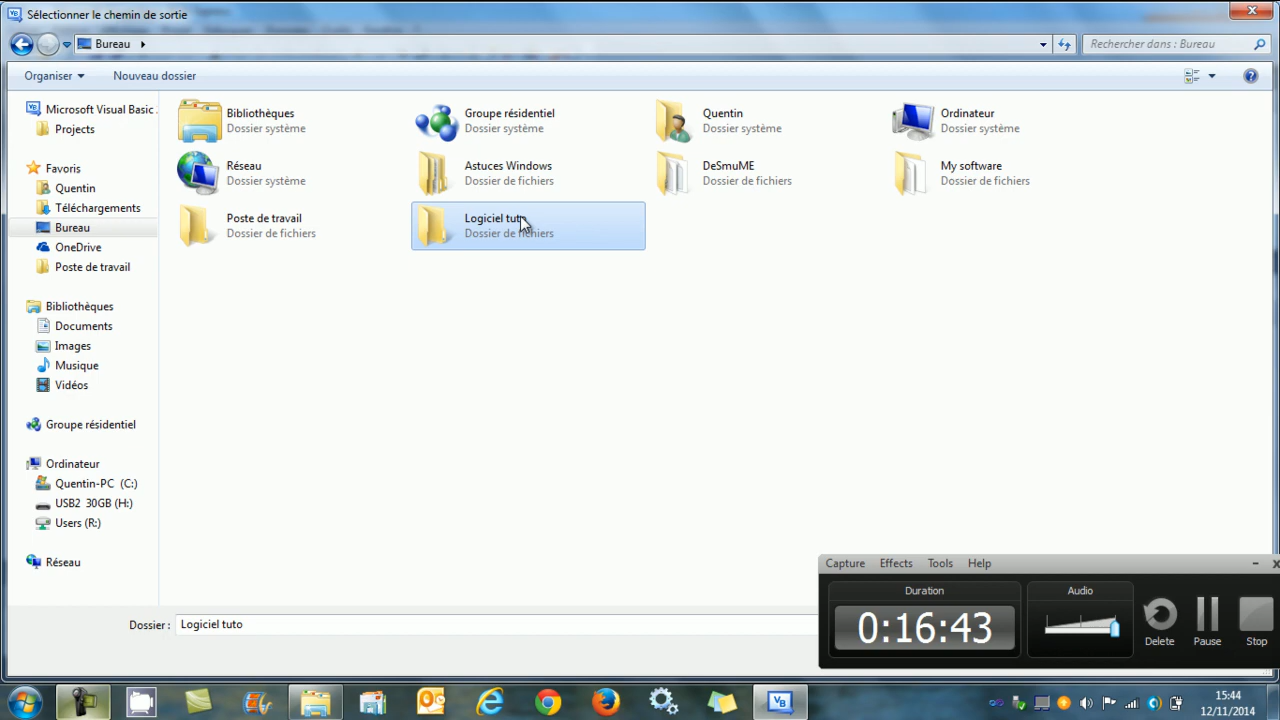 Sélectionner le chemin de sortie
Bureau
Rechercher dans : Bureau
Organiser
Nouveau dossier
Microsoft Visual Basic
Projects
Favoris
Quentin
Téléchargements
Bureau
OneDrive
Poste de travail
Bibliothèques
Documents
Images
Musique
Vidéos
Groupe résidentiel
Ordinateur
Quentin-PC (C:)
USB2 30GB (H:)
Users (R:)
Réseau
Bibliothèques
Dossier système
Groupe résidentiel
Dossier système
Quentin
Dossier système
Ordinateur
Dossier système
Réseau
Dossier système
Astuces Windows
Dossier de fichiers
DeSmuME
Dossier de fichiers
My software
Dossier de fichiers
Poste de travail
Dossier de fichiers
Logiciel tuto
Dossier de fichiers
Dossier : Logiciel tuto
Capture Effects Tools Help
Duration
0:16:43
Audio
Delete
Pause
Stop
15:44
12/11/2014